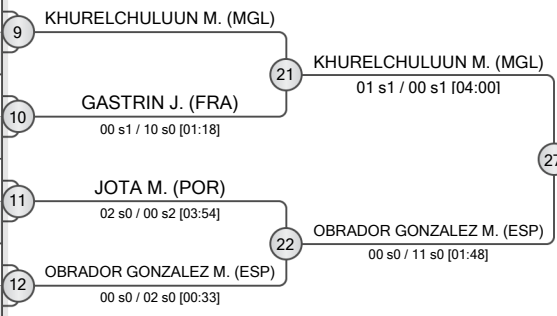 9
KHURELCHULUUN M. (MGL)
21
KHURELCHULUUN M. (MGL)
01 s1 / 00 s1 [04:00]
10
GASTRIN J. (FRA)
00 s1 / 10 s0 [01:18]
27
11
JOTA M. (POR)
02 s0 / 00 s2 [03:54]
22
OBRADOR GONZALEZ M. (ESP)
00 s0 / 11 s0 [01:48]
12
OBRADOR GONZALEZ M. (ESP)
00 s0 / 02 s0 [00:33]